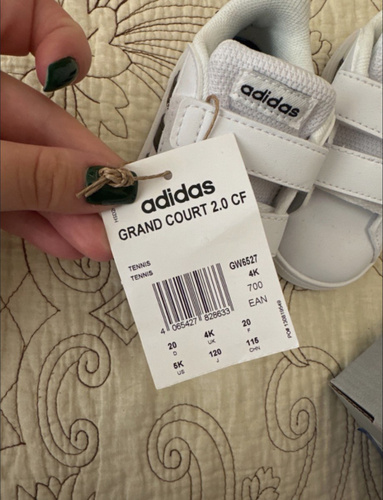 adidas
adidas
GRAND COURT 2.0 CF
TENNIS
TENNIS
GW6527
4K
700
EAN
4 065427 828633
20 4K 20
D UK F
5K 120 115
US J CHN